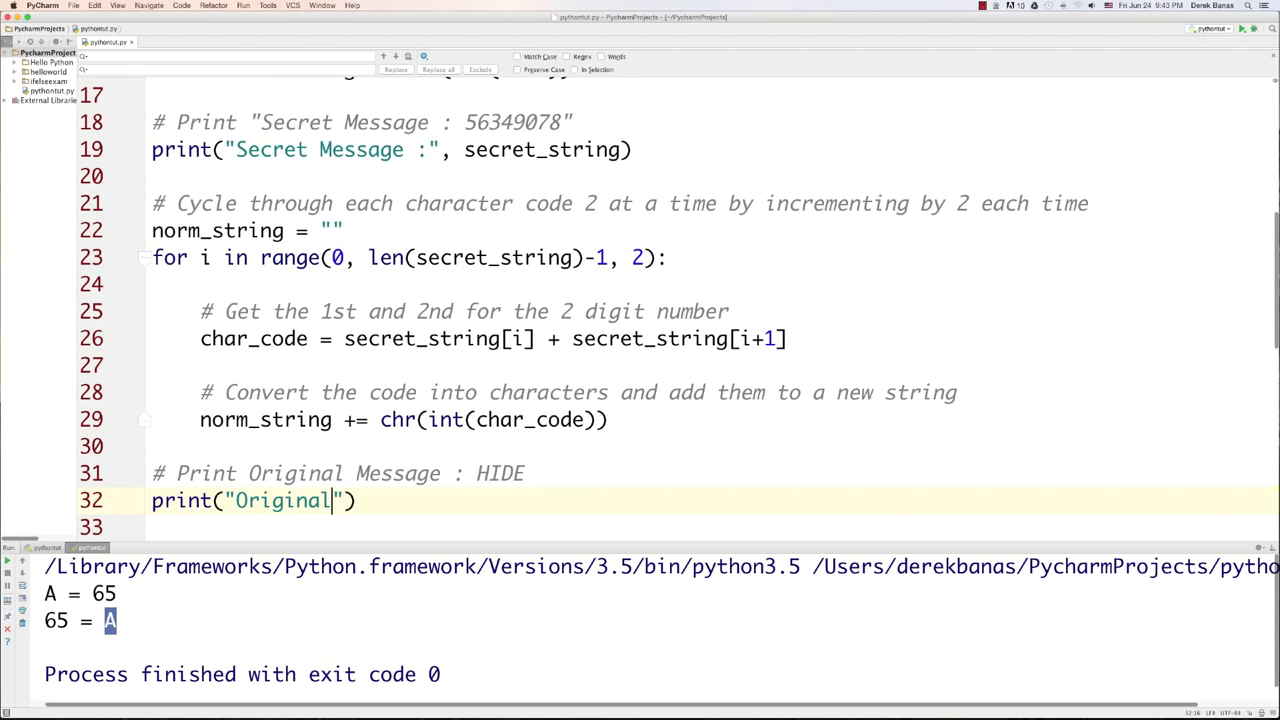 PyCharm File Edit View Navigate Code Refactor Run Tools VCS Window Help
Fri Jun 24 9:43 PM Derek Banas
pythontut.py - PycharmProjects - [~/PycharmProjects]
PycharmProjects pythontut.py
pythontut
pythontut.py
Match Case Regex Words
Replace Replace all Exclude Preserve Case In Selection
PycharmProject
Hello Python
helloworld
ifelseexam
pythontut.py
External Librarie
17
18 # Print "Secret Message : 56349078"
19 print("Secret Message :", secret_string)
20
21 # Cycle through each character code 2 at a time by incrementing by 2 each time
22 norm_string = ""
23 for i in range(0, len(secret_string)-1, 2):
24
25 # Get the 1st and 2nd for the 2 digit number
26 char_code = secret_string[i] + secret_string[i+1]
27
28 # Convert the code into characters and add them to a new string
29 norm_string += chr(int(char_code))
30
31 # Print Original Message : HIDE
32 print("Original")
33
Run: pythontut pythontut
/Library/Frameworks/Python.framework/Versions/3.5/bin/python3.5 /Users/derekbanas/PycharmProjects/pytho
A = 65
65 = A
Process finished with exit code 0
32:16 LF UTF-8